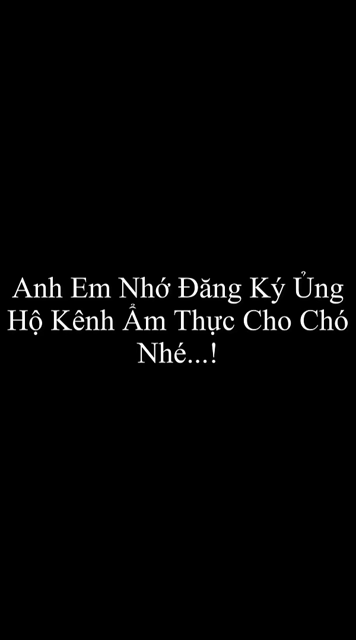 Anh Em Nhớ Đăng Ký Ủng
Hộ Kênh Ẩm Thực Cho Chó
Nhé...!